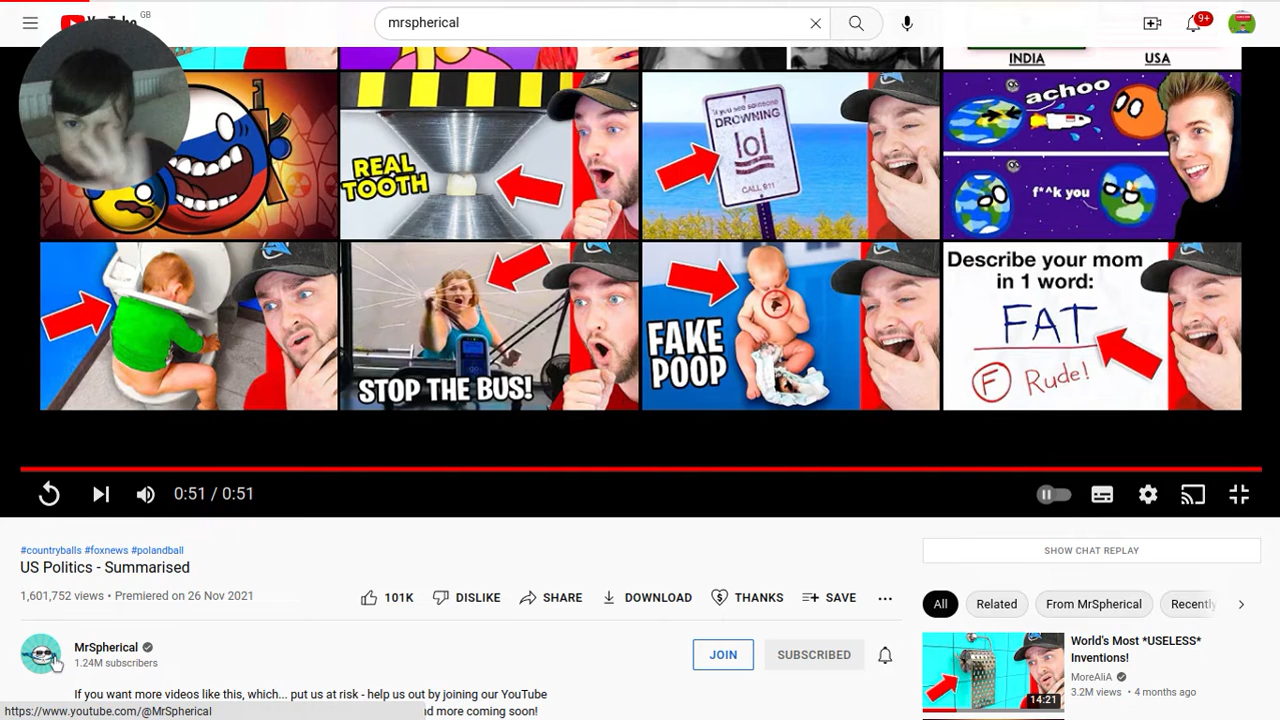 YouTube GB
mrspherical
9+
INDIA USA
REAL
TOOTH
If you see someone
DROWNING
lol
CALL 911
achoo
f**k you
STOP THE BUS!
FAKE
POOP
Describe your mom
in 1 word:
FAT
F Rude!
0:51 / 0:51
#countryballs #foxnews #polandball
US Politics - Summarised
1,601,752 views • Premiered on 26 Nov 2021
101K DISLIKE SHARE DOWNLOAD THANKS SAVE
MrSpherical
1.24M subscribers
JOIN SUBSCRIBED
If you want more videos like this, which... put us at risk - help us out by joining our YouTube
d more coming soon!
https://www.youtube.com/@MrSpherical
SHOW CHAT REPLAY
All Related From MrSpherical Recently
World's Most *USELESS*
Inventions!
MoreAliA
3.2M views • 4 months ago
14:21